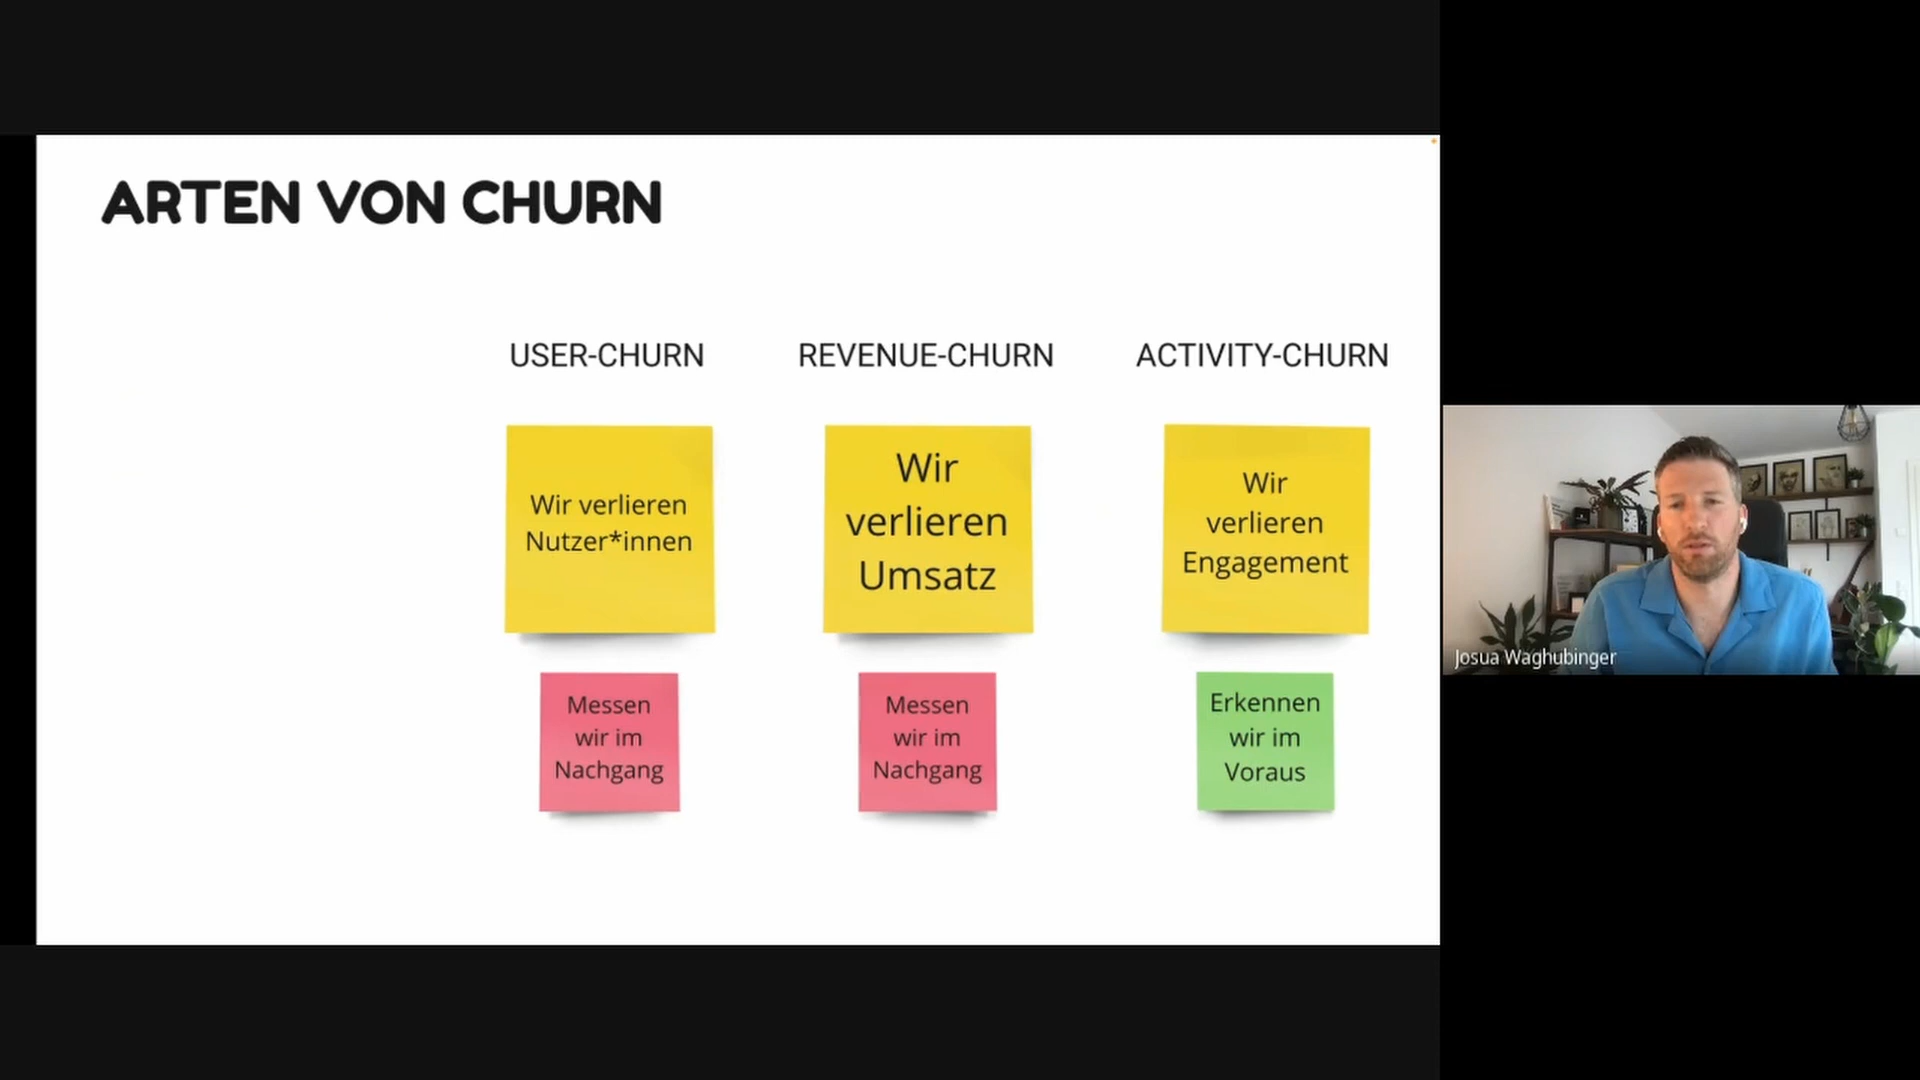 ARTEN VON CHURN
USER-CHURN
REVENUE-CHURN
ACTIVITY-CHURN
Wir verlieren
Nutzer*innen
Wir
verlieren
Umsatz
Wir
verlieren
Engagement
Messen
wir im
Nachgang
Messen
wir im
Nachgang
Erkennen
wir im
Voraus
Josua Waghubinger